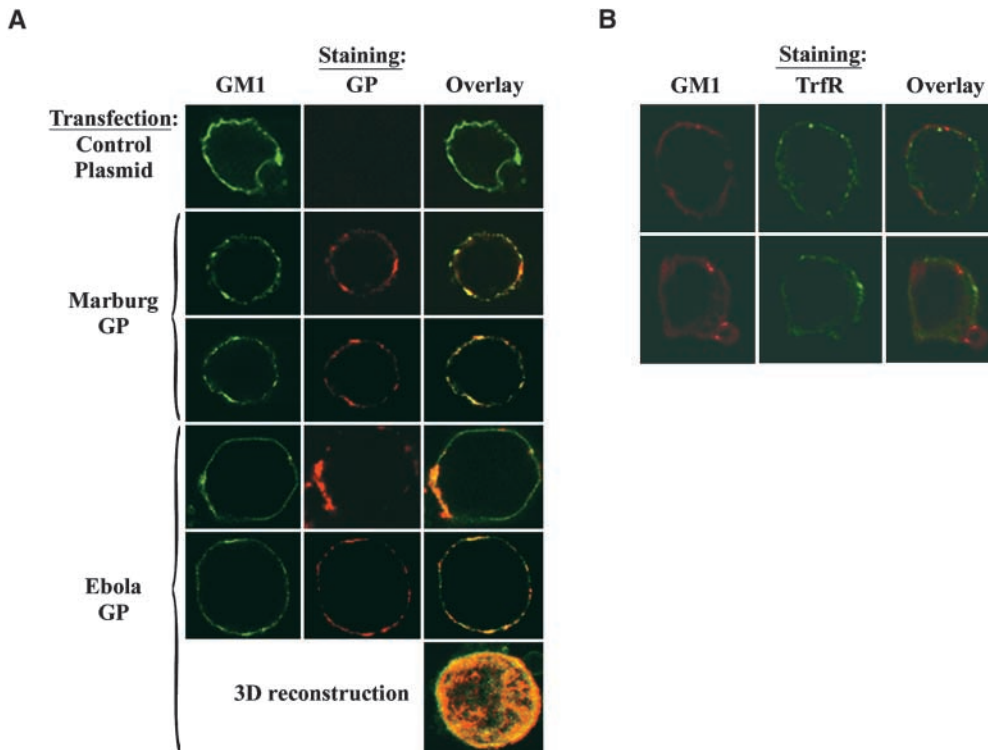 A
Staining:
GM1 GP Overlay
Transfection:
Control
Plasmid
Marburg
GP
Ebola
GP
3D reconstruction
B
Staining:
GM1 TrfR Overlay